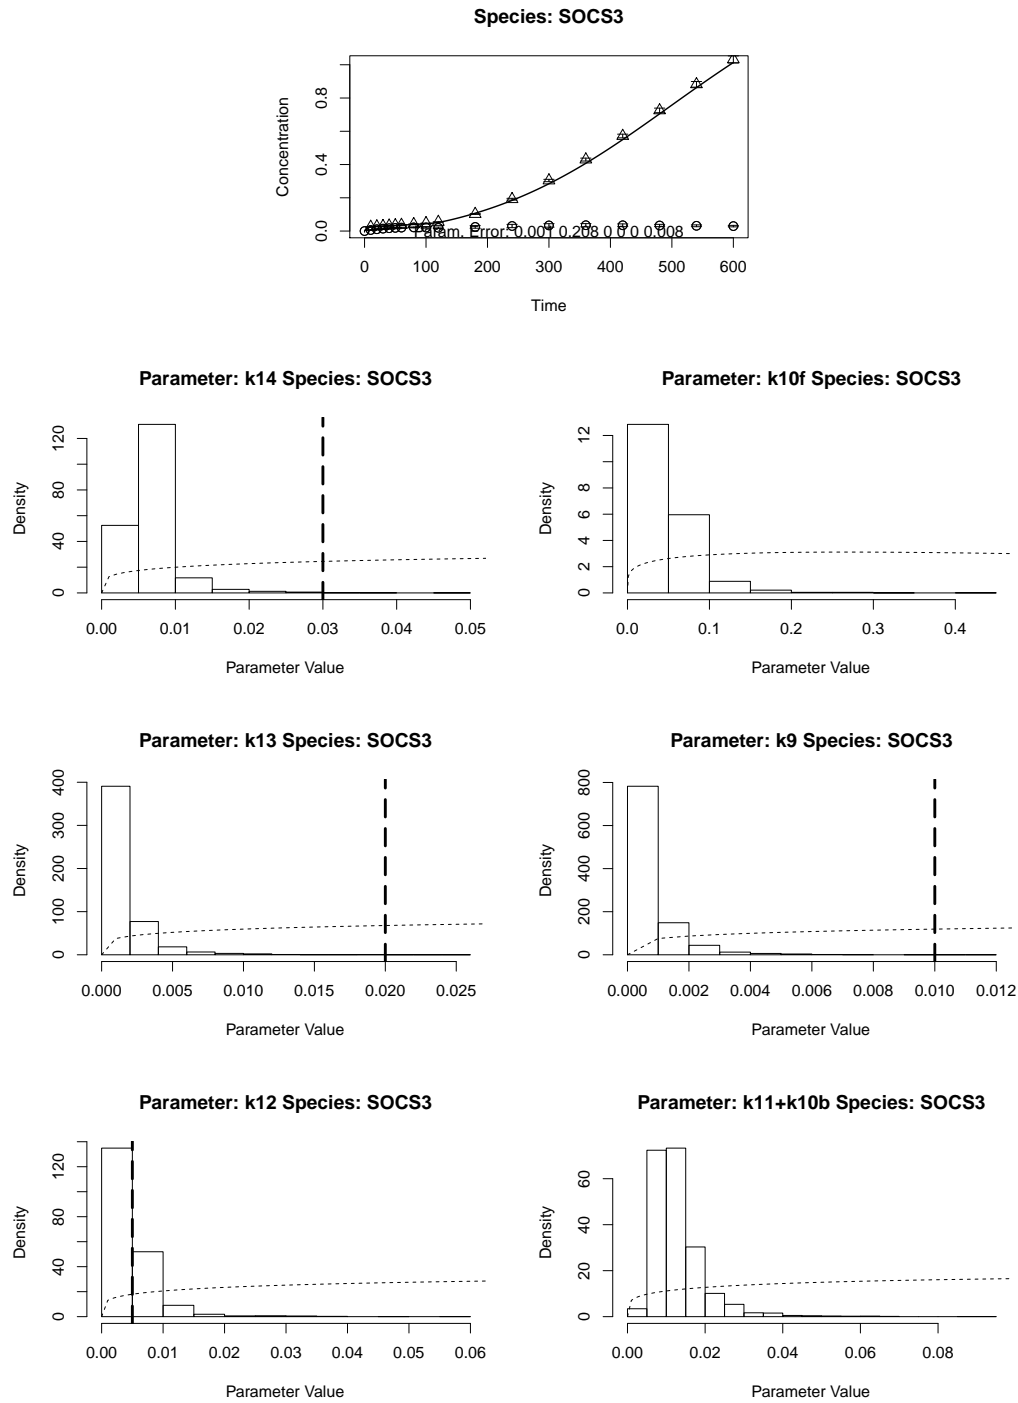 Species: SOCS3
Concentration
0.0 0.4 0.8
Param. Error: 0.001 0.208 0 0 0 0.008
0 100 200 300 400 500 600
Time
Parameter: k14 Species: SOCS3
Density
0 40 80 120
0.00 0.01 0.02 0.03 0.04 0.05
Parameter Value
Parameter: k10f Species: SOCS3
Density
0 2 4 6 8 12
0.0 0.1 0.2 0.3 0.4
Parameter Value
Parameter: k13 Species: SOCS3
Density
0 100 200 300 400
0.000 0.005 0.010 0.015 0.020 0.025
Parameter Value
Parameter: k9 Species: SOCS3
Density
0 200 400 600 800
0.000 0.002 0.004 0.006 0.008 0.010 0.012
Parameter Value
Parameter: k12 Species: SOCS3
Density
0 40 80 120
0.00 0.01 0.02 0.03 0.04 0.05 0.06
Parameter Value
Parameter: k11+k10b Species: SOCS3
Density
0 20 40 60
0.00 0.02 0.04 0.06 0.08
Parameter Value